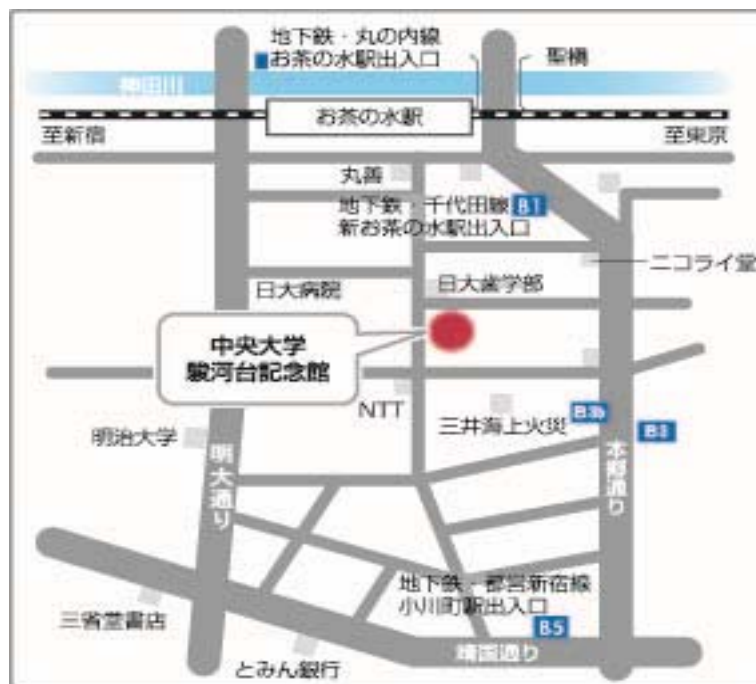 地下鉄・丸の内線
お茶の水駅出入口
聖橋
神田川
お茶の水駅
至新宿
至東京
丸善
地下鉄・千代田線 B1
新お茶の水駅出入口
ニコライ堂
日大病院
日大歯学部
中央大学
駿河台記念館
NTT
三井海上火災
B3b
B3
明治大学
明大通り
本郷通り
地下鉄・都営新宿線
小川町駅出入口
B5
三省堂書店
とみん銀行
靖国通り